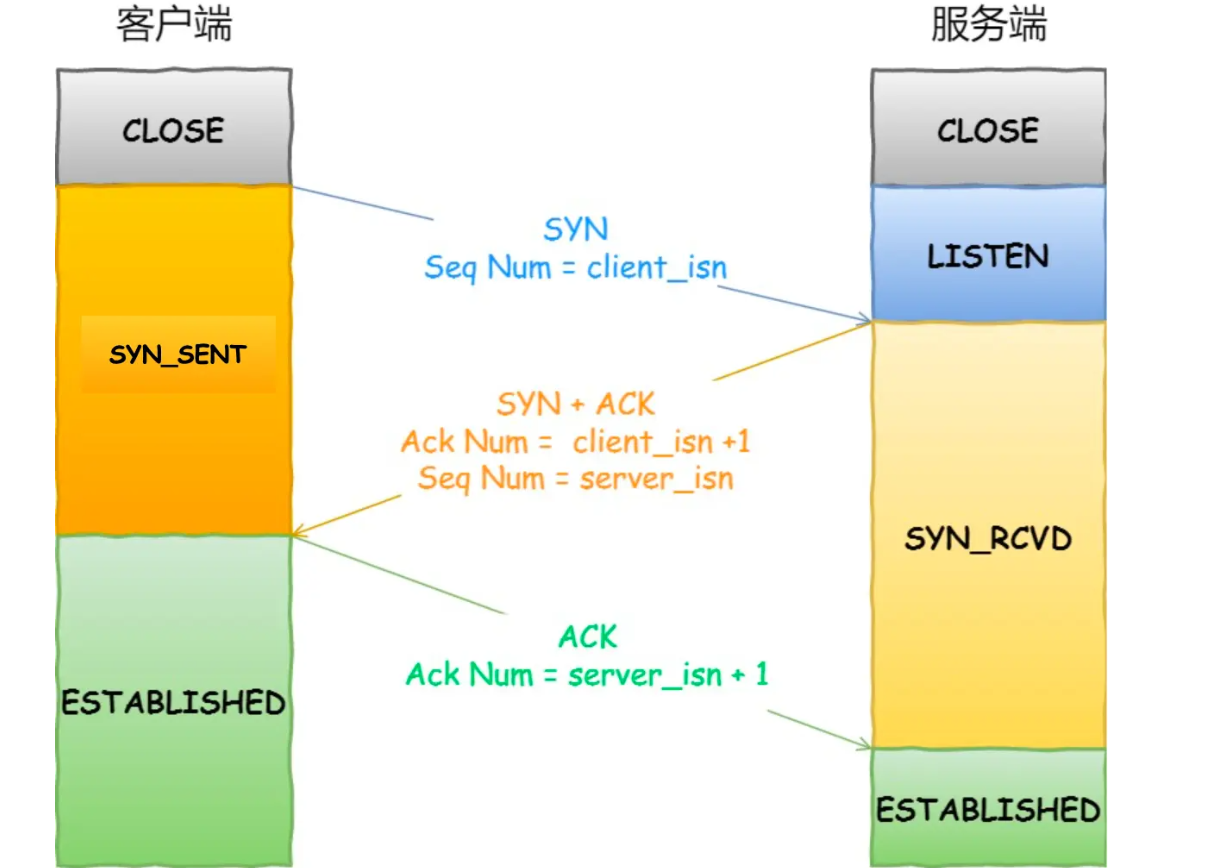 客户端
服务端
CLOSE
CLOSE
SYN
Seq Num = client_isn
LISTEN
SYN_SENT
SYN + ACK
Ack Num = client_isn +1
Seq Num = server_isn
SYN_RCVD
ACK
Ack Num = server_isn + 1
ESTABLISHED
ESTABLISHED